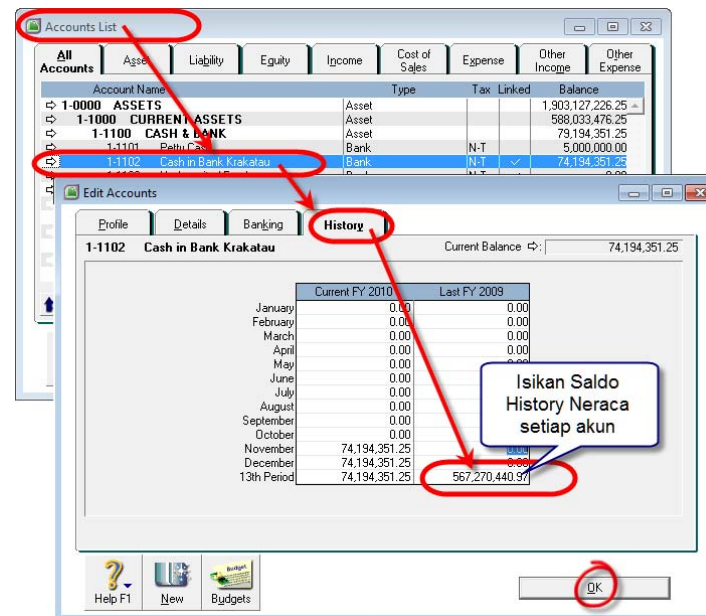 Accounts List
All Accounts Asset Liability Equity Income Cost of Sales Expense Other Income Other Expense
Account Name Type Tax Linked Balance
1-0000 ASSETS Asset 1,903,127,226.25
1-1000 CURRENT ASSETS Asset 588,033,476.25
1-1100 CASH & BANK Asset 79,194,351.25
1-1101 Petty Cash Bank N-T 5,000,000.00
1-1102 Cash in Bank Krakatau Bank N-T 74,194,351.25
Edit Accounts
Profile Details Banking History
1-1102 Cash in Bank Krakatau Current Balance 74,194,351.25
Current FY 2010 Last FY 2009
January 0.00 0.00
February 0.00 0.00
March 0.00 0.00
April 0.00 0.00
May 0.00 0.00
June 0.00
July 0.00
August 0.00
September 0.00
October 0.00
November 74,194,351.25 0.00
December 74,194,351.25 0.00
13th Period 74,194,351.25 567,270,440.97
Isikan Saldo
History Neraca
setiap akun
Help F1 New Budgets
OK